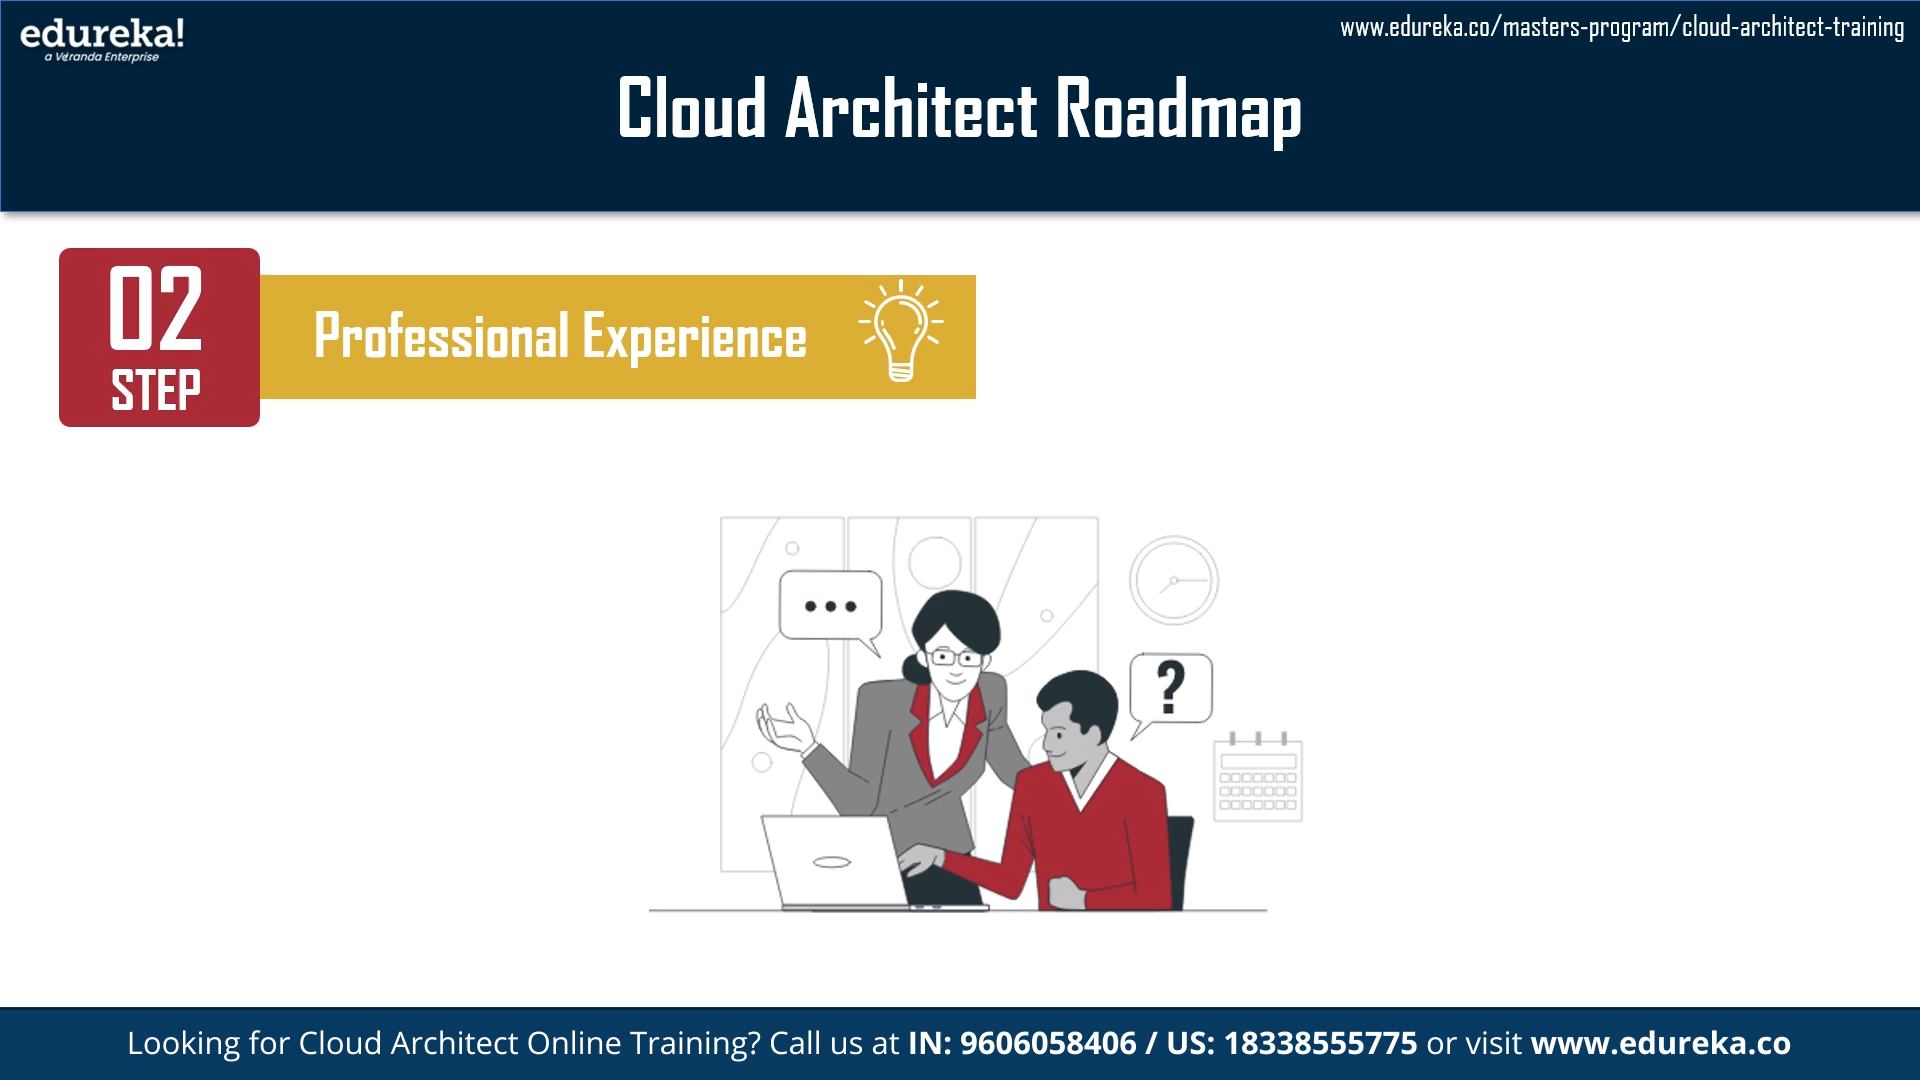 edureka!
a Veranda Enterprise
www.edureka.co/masters-program/cloud-architect-training
Cloud Architect Roadmap
02
STEP
Professional Experience
?
Looking for Cloud Architect Online Training? Call us at IN: 9606058406 / US: 18338555775 or visit www.edureka.co